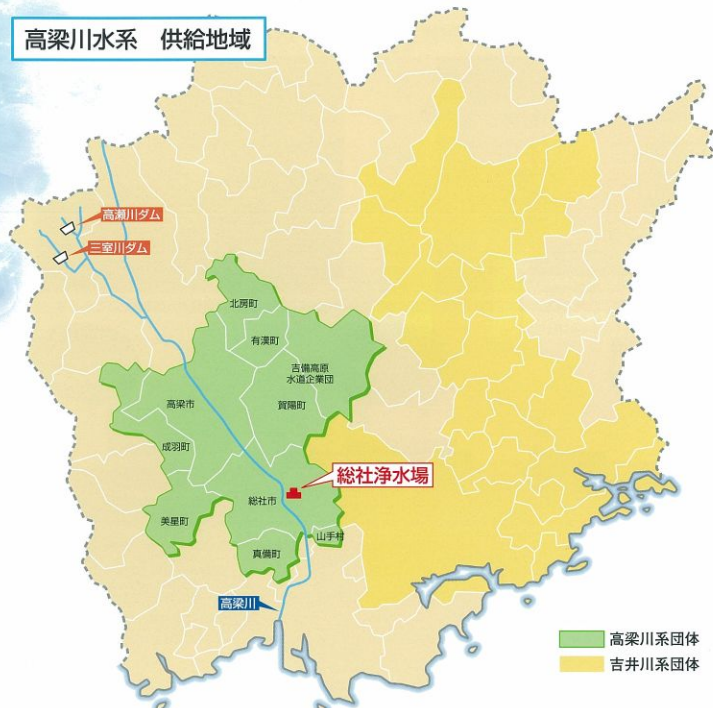 高梁川水系　供給地域
高瀬川ダム
三室川ダム
北房町
有漢町
吉備高原
水道企業団
高梁市
賀陽町
成羽町
総社浄水場
総社市
美星町
山手村
真備町
高梁川
高梁川系団体
吉井川系団体